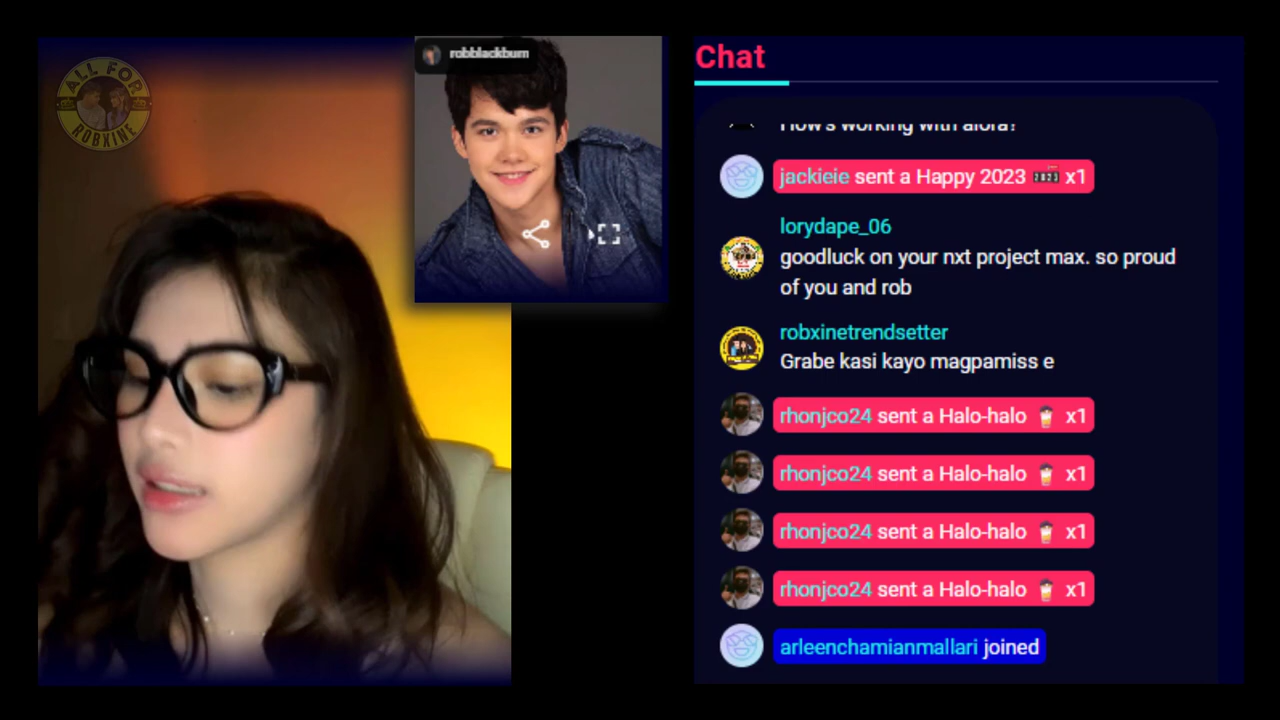 ALL FOR
ROBXINE
robblackburn
Chat
How's working with alora?
jackieie sent a Happy 2023 x1
lorydape_06
goodluck on your nxt project max. so proud
of you and rob
robxinetrendsetter
Grabe kasi kayo magpamiss e
rhonjco24 sent a Halo-halo x1
rhonjco24 sent a Halo-halo x1
rhonjco24 sent a Halo-halo x1
rhonjco24 sent a Halo-halo x1
arleenchamianmallari joined